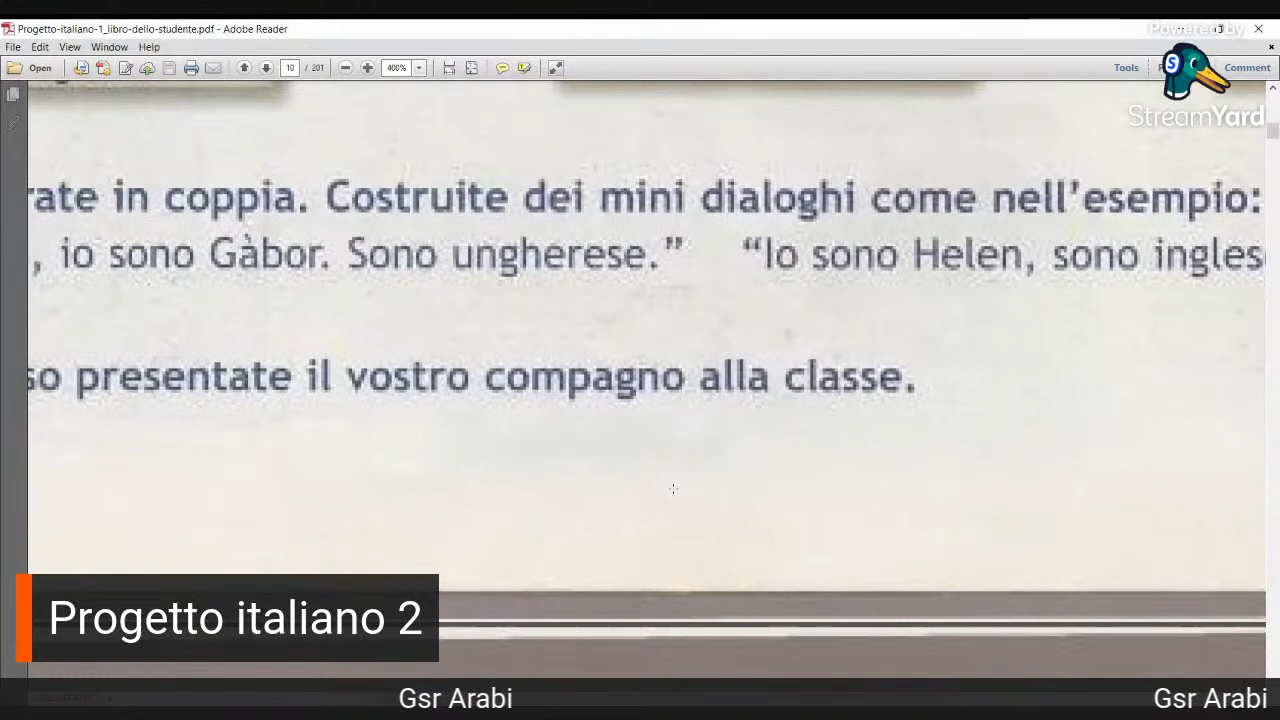 Progetto-italiano-1_libro-dello-studente.pdf - Adobe Reader
Powered by
File Edit View Window Help
Open 10 / 201 400% Tools Comment
StreamYard
rate in coppia. Costruite dei mini dialoghi come nell'esempio:
, io sono Gàbor. Sono ungherese.” “Io sono Helen, sono ingles
so presentate il vostro compagno alla classe.
Progetto italiano 2
Gsr Arabi Gsr Arabi